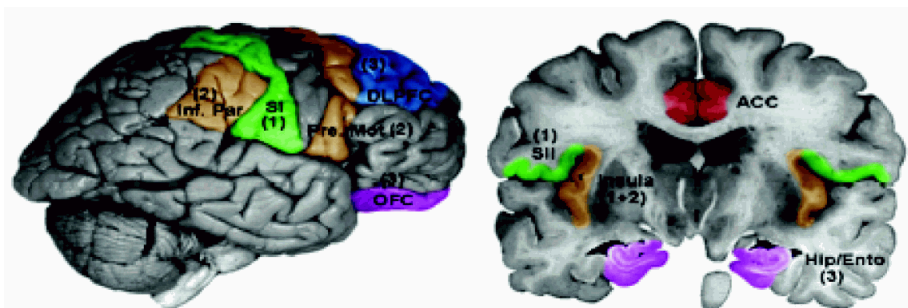 (3)
DLPFC
(2)
Inf. Par.
SI
(1)
Pre. Mot (2)
(3)
OFC
ACC
(1)
SII
Insula
(1+2)
Hip/Ento
(3)